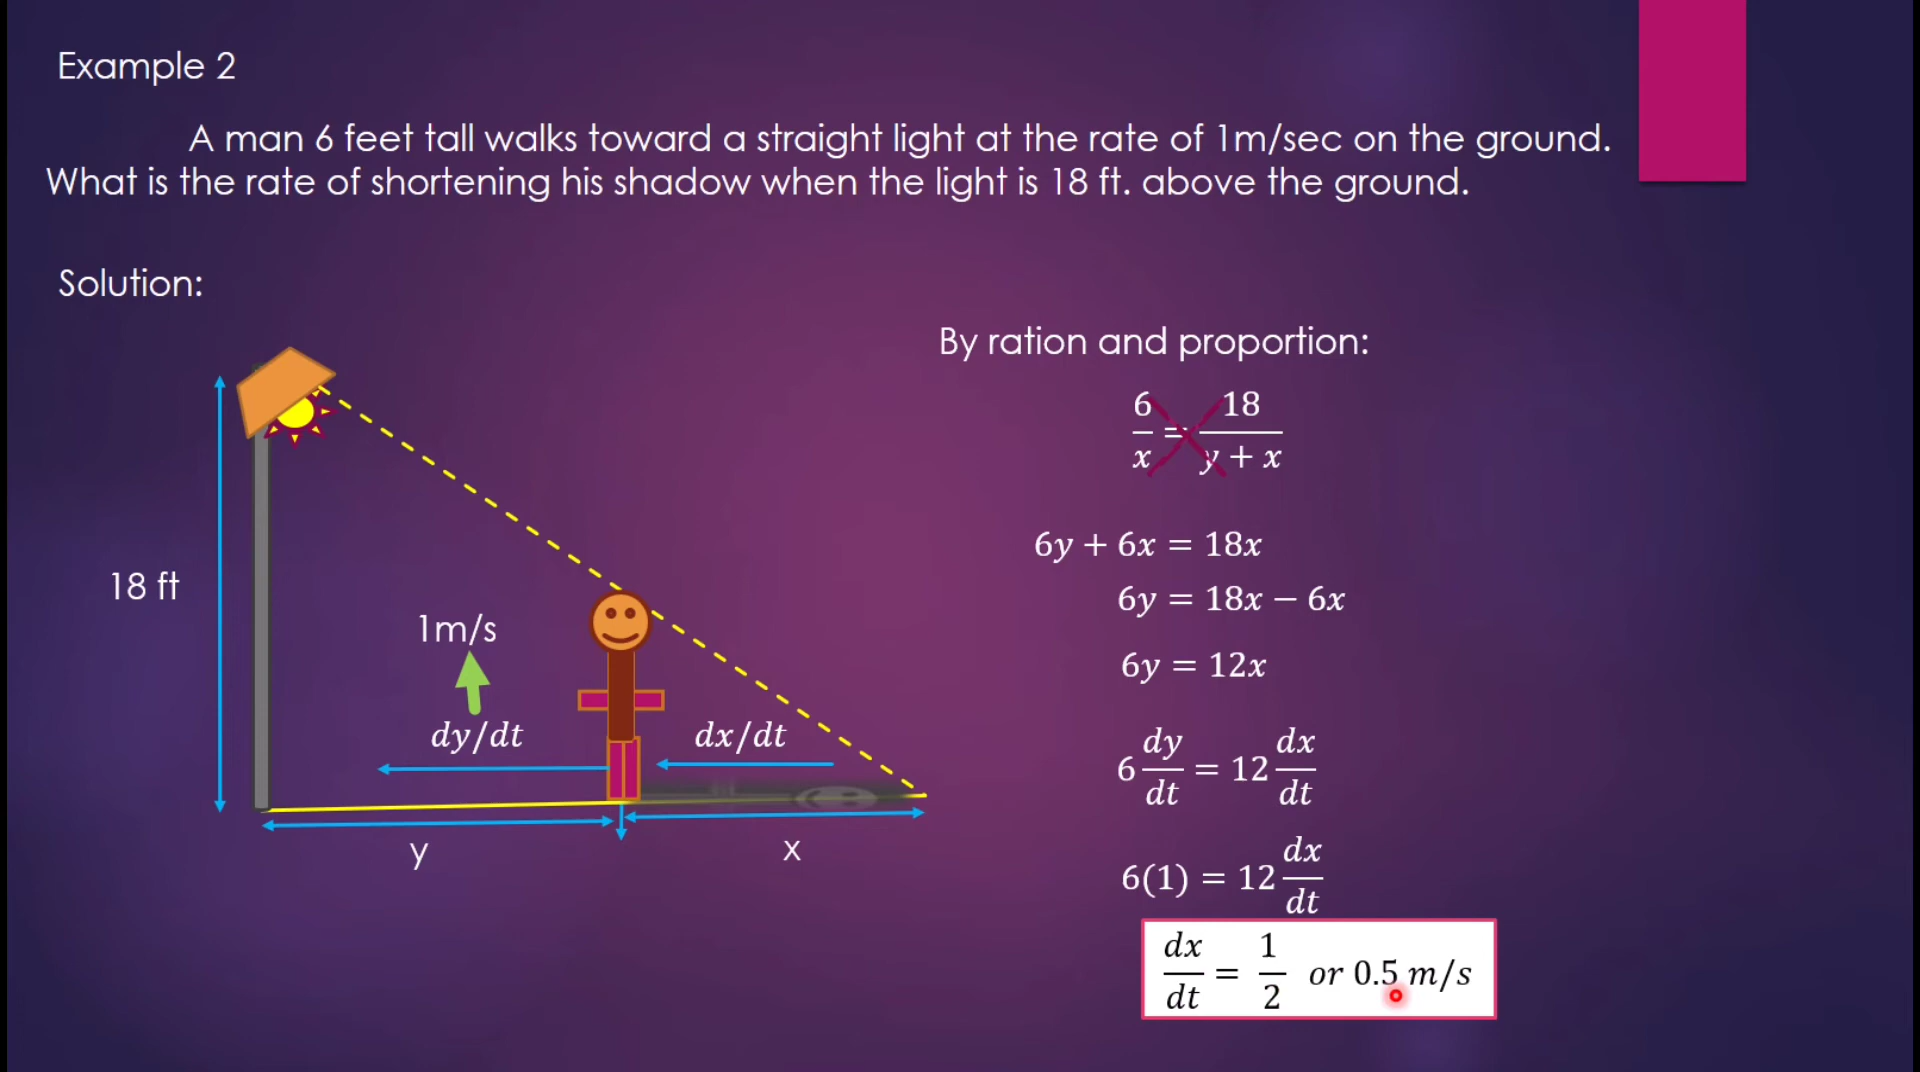 Example 2
A man 6 feet tall walks toward a straight light at the rate of 1m/sec on the ground.
What is the rate of shortening his shadow when the light is 18 ft. above the ground.
Solution:
18 ft
1m/s
dy/dt
dx/dt
y
x
By ration and proportion:
6/x = 18/(y + x)
6y + 6x = 18x
6y = 18x − 6x
6y = 12x
6 dy/dt = 12 dx/dt
6(1) = 12 dx/dt
dx/dt = 1/2 or 0.5 m/s